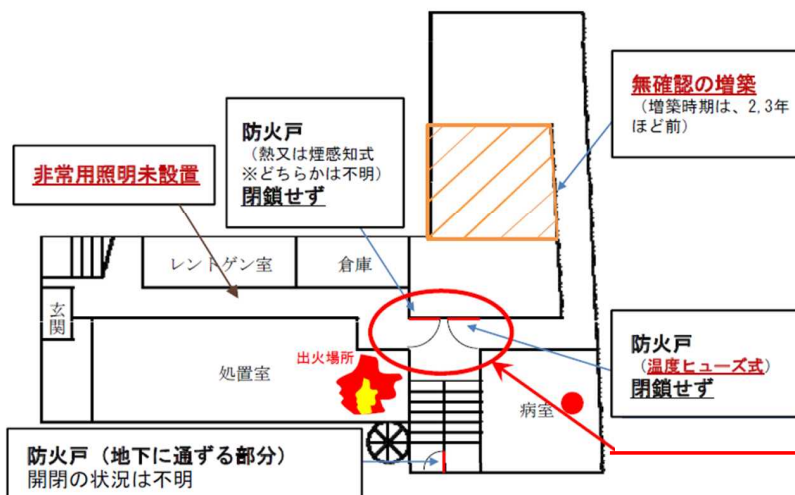 無確認の増築
（増築時期は、2,3年
ほど前）
防火戸
（熱又は煙感知式
※どちらかは不明）
閉鎖せず
非常用照明未設置
レントゲン室
倉庫
玄関
処置室
出火場所
防火戸
（温度ヒューズ式）
閉鎖せず
病室
防火戸（地下に通ずる部分）
開閉の状況は不明